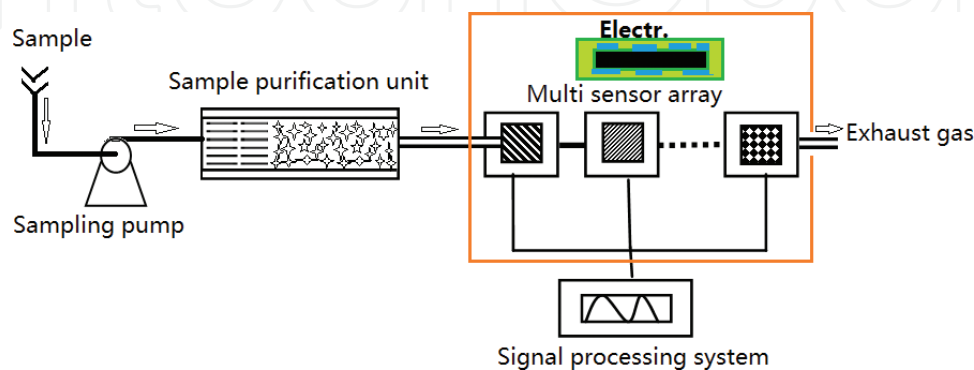 Sample
Electr.
Sample purification unit
Multi sensor array
Exhaust gas
Sampling pump
Signal processing system